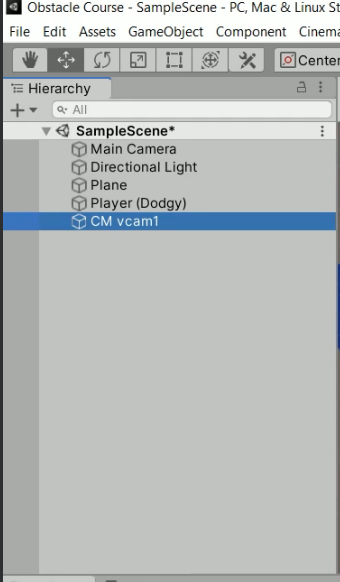 Obstacle Course - SampleScene - PC, Mac & Linux St
File Edit Assets GameObject Component Cinema
Center
Hierarchy
All
SampleScene*
Main Camera
Directional Light
Plane
Player (Dodgy)
CM vcam1